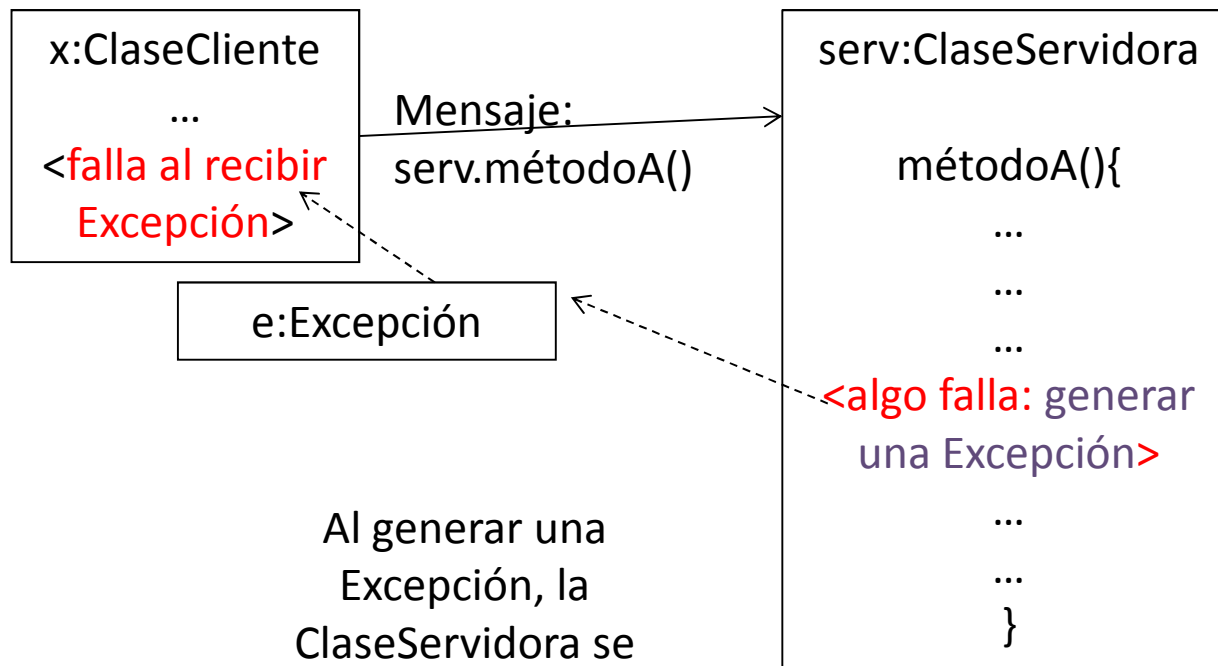 x:ClaseCliente
...
<falla al recibir
Excepción>
Mensaje:
serv.métodoA()
serv:ClaseServidora
métodoA(){
...
...
...
<algo falla: generar
una Excepción>
...
...
}
e:Excepción
Al generar una
Excepción, la
ClaseServidora se